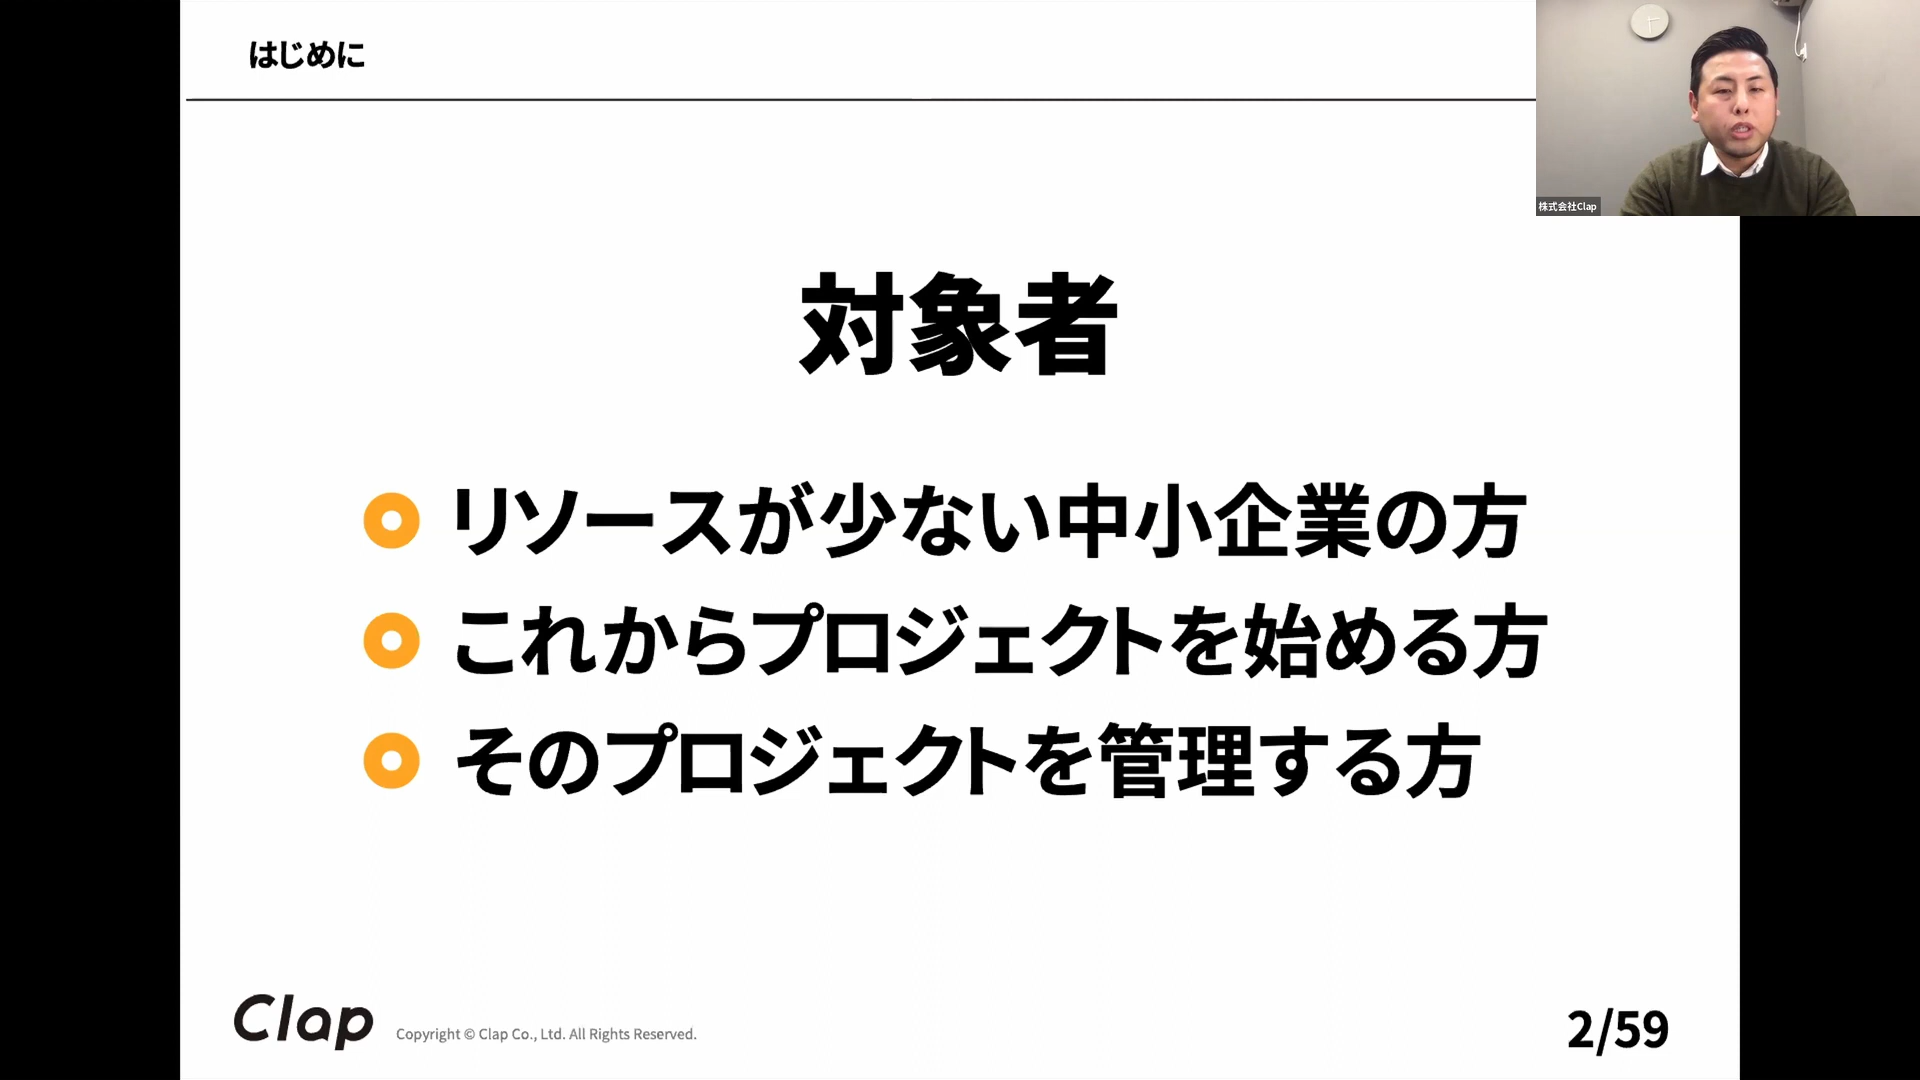 はじめに
株式会社Clap
対象者
リソースが少ない中小企業の方
これからプロジェクトを始める方
そのプロジェクトを管理する方
Clap
Copyright © Clap Co., Ltd. All Rights Reserved.
2/59